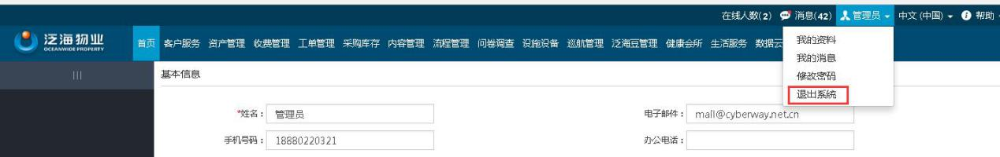 在线人数(2) 消息(42) 管理员 中文 (中国) 帮助
泛海物业
OCEANWIDE PROPERTY
首页 客户服务 资产管理 收费管理 工单管理 采购库存 内容管理 流程管理 问卷调查 设施设备 巡航管理 泛海豆管理 健康会所 生活服务 数据云
我的资料
我的消息
修改密码
退出系统
基本信息
*姓名： 管理员 电子邮件： mail@cyberway.net.cn
手机号码： 18880220321 办公电话：